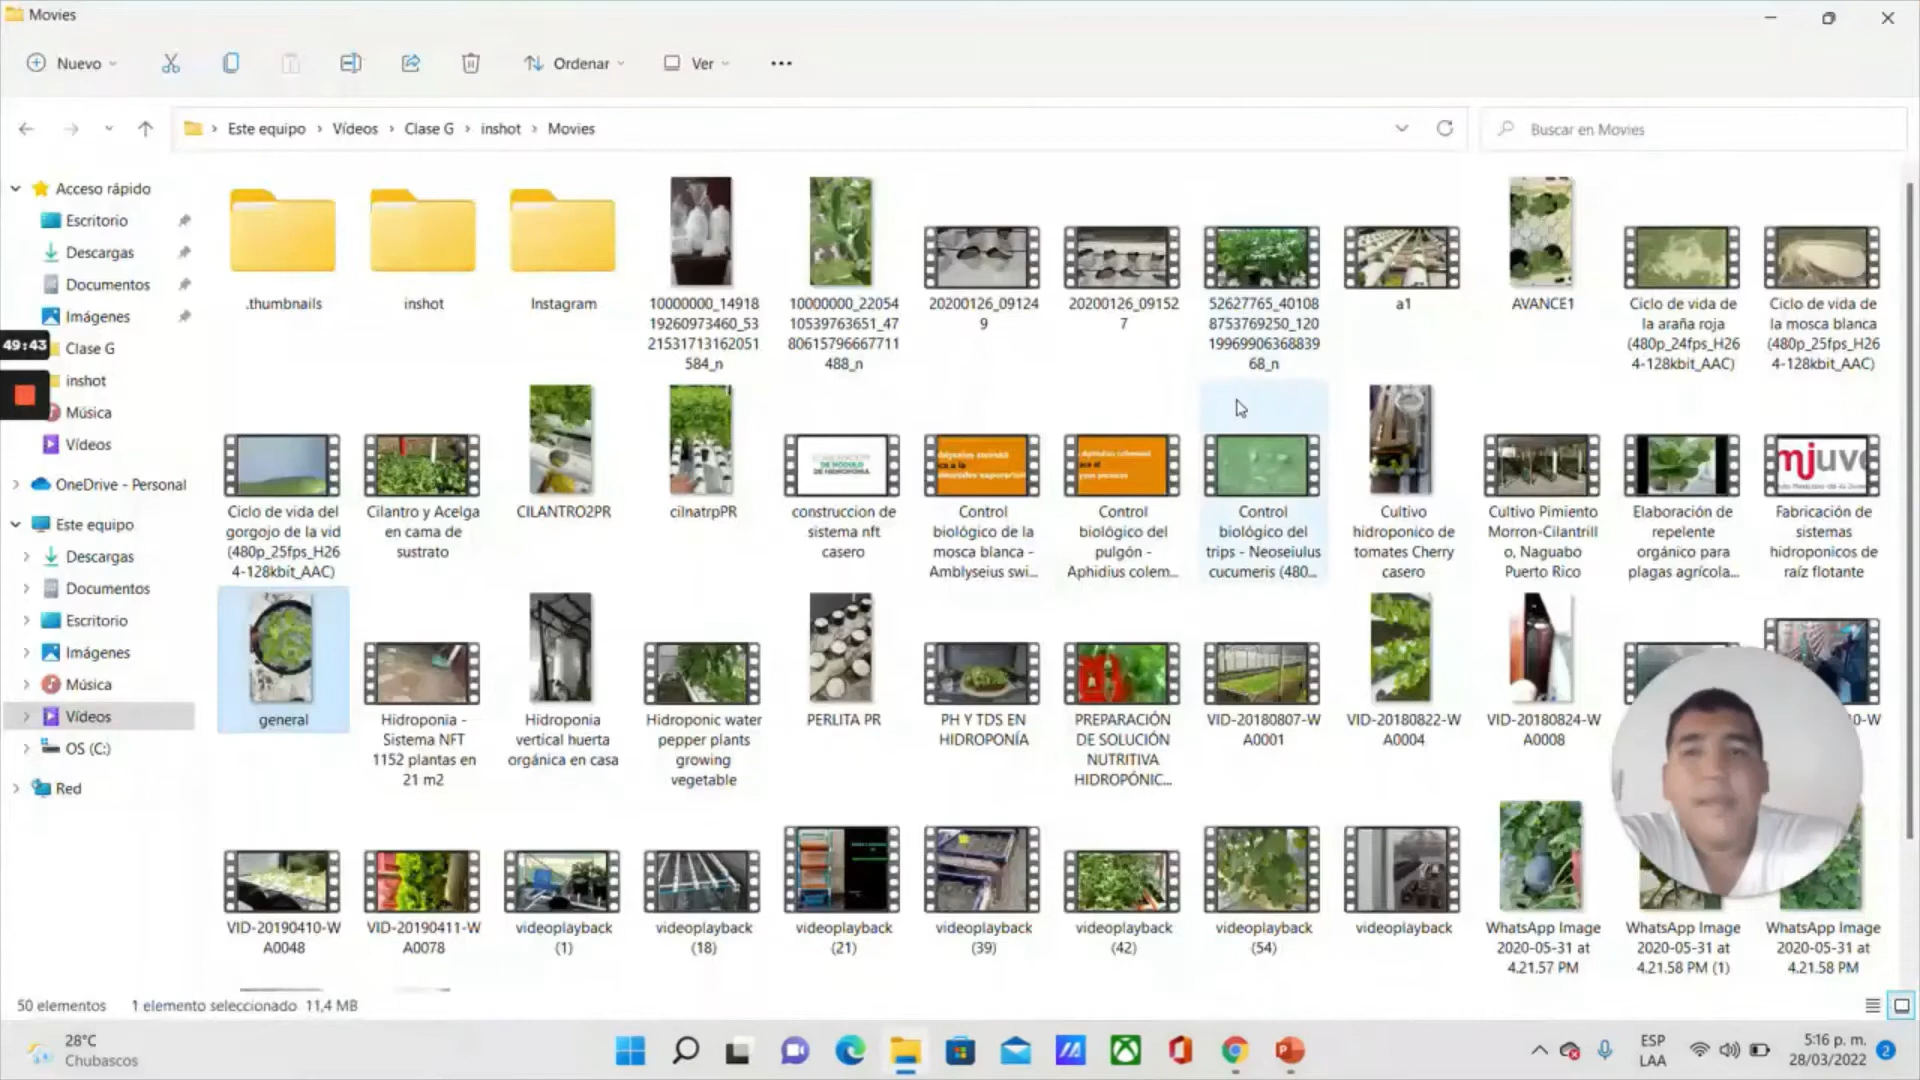 Movies
Nuevo
Ordenar
Ver
Este equipo
Vídeos
Clase G
inshot
Movies
Buscar en Movies
Acceso rápido
Escritorio
Descargas
Documentos
Imágenes
Clase G
inshot
Música
Vídeos
OneDrive - Personal
Este equipo
Descargas
Documentos
Escritorio
Imágenes
Música
Vídeos
OS (C:)
Red
49:43
.thumbnails
inshot
Instagram
10000000_14918
19260973460_53
21531713162051
584_n
10000000_22054
10539763651_47
80615796667711
488_n
20200126_09124
9
20200126_09152
7
52627765_40108
8753769250_120
19969906368839
68_n
a1
AVANCE1
Ciclo de vida de
la araña roja
(480p_24fps_H26
4-128kbit_AAC)
Ciclo de vida de
la mosca blanca
(480p_25fps_H26
4-128kbit_AAC)
Ciclo de vida del
gorgojo de la vid
(480p_25fps_H26
4-128kbit_AAC)
Cilantro y Acelga
en cama de
sustrato
CILANTRO2PR
cilnatrpPR
DE MÓDULO
DE HIDROPONIA
construccion de
sistema nft
casero
Control
biológico de la
mosca blanca -
Amblyseius swi...
Control
biológico del
pulgón -
Aphidius colem...
Control
biológico del
trips - Neoseiulus
cucumeris (480...
Cultivo
hidroponico de
tomates Cherry
casero
Cultivo Pimiento
Morron-Cilantrill
o, Naguabo
Puerto Rico
Elaboración de
repelente
orgánico para
plagas agrícola...
mjuve
Fabricación de
sistemas
hidroponicos de
raíz flotante
general
Hidroponia -
Sistema NFT
1152 plantas en
21 m2
Hidroponia
vertical huerta
orgánica en casa
Hidroponic water
pepper plants
growing
vegetable
PERLITA PR
PH Y TDS EN
HIDROPONÍA
PREPARACIÓN
DE SOLUCIÓN
NUTRITIVA
HIDROPÓNIC...
VID-20180807-W
A0001
VID-20180822-W
A0004
VID-20180824-W
A0008
0-W
VID-20190410-W
A0048
VID-20190411-W
A0078
videoplayback
(1)
videoplayback
(18)
videoplayback
(21)
videoplayback
(39)
videoplayback
(42)
videoplayback
(54)
videoplayback
WhatsApp Image
2020-05-31 at
4.21.57 PM
WhatsApp Image
2020-05-31 at
4.21.58 PM (1)
WhatsApp Image
2020-05-31 at
4.21.58 PM
50 elementos
1 elemento seleccionado 11,4 MB
28°C
Chubascos
ESP
LAA
5:16 p. m.
28/03/2022
2